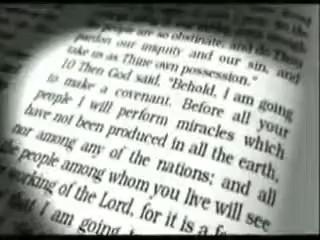 people are so obstinate, and do Thou
pardon our iniquity and our sin, and
take us as Thine own possession."
10 Then God said, "Behold, I am going
to make a covenant. Before all your
people I will perform miracles which
have not been produced in all the earth,
nor among any of the nations; and all
the people among whom you live will see
working of the Lord, for it is a
that I am going